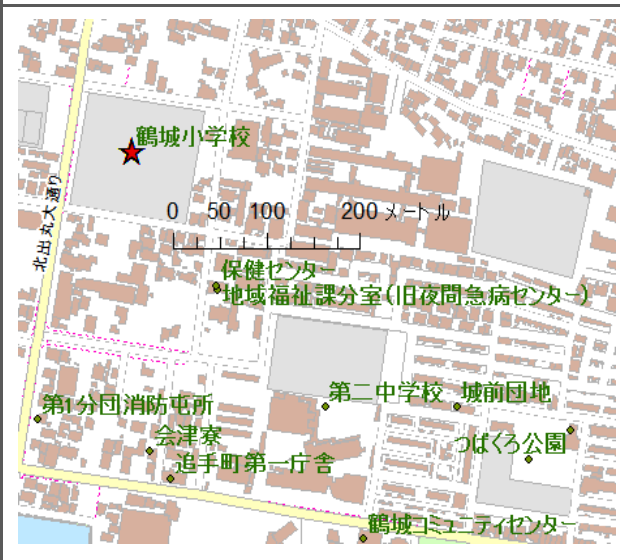 鶴城小学校
北出丸大通り
0 50 100 200 メートル
保健センター
地域福祉課分室(旧夜間急病センター)
第二中学校
城前団地
第1分団消防屯所
会津寮
つばくろ公園
追手町第一庁舎
鶴城コミュニティセンター